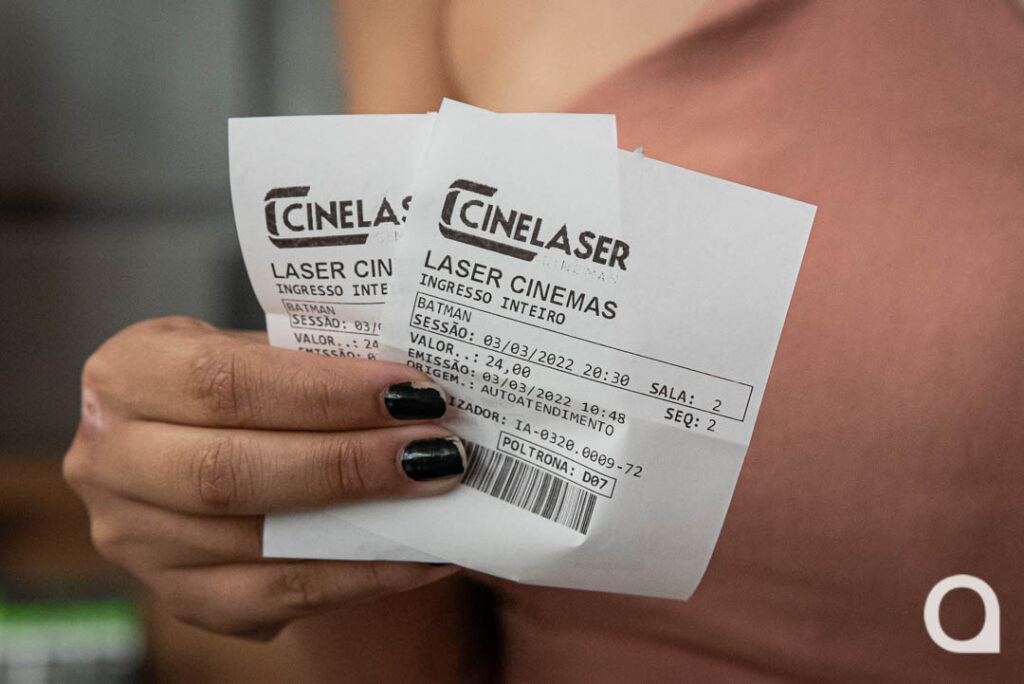 CINELAS
LASER CIN
INGRESSO INTE
BATMAN
SESSÃO: 03/
VALOR..: 24
CINELASER
CINEMAS
LASER CINEMAS
INGRESSO INTEIRO
BATMAN
SESSÃO: 03/03/2022 20:30 SALA: 2
VALOR..: 24,00 SEQ: 2
EMISSÃO: 03/03/2022 10:48
ORIGEM.: AUTOATENDIMENTO
IZADOR: IA-0320.0009-72
POLTRONA: D07